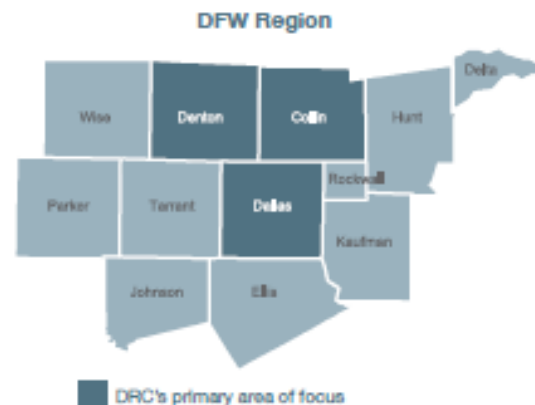 DFW Region
Delta
Wise
Denton
Collin
Hunt
Rockwall
Parker
Tarrant
Dallas
Kaufman
Johnson
Ellis
DRC's primary area of focus